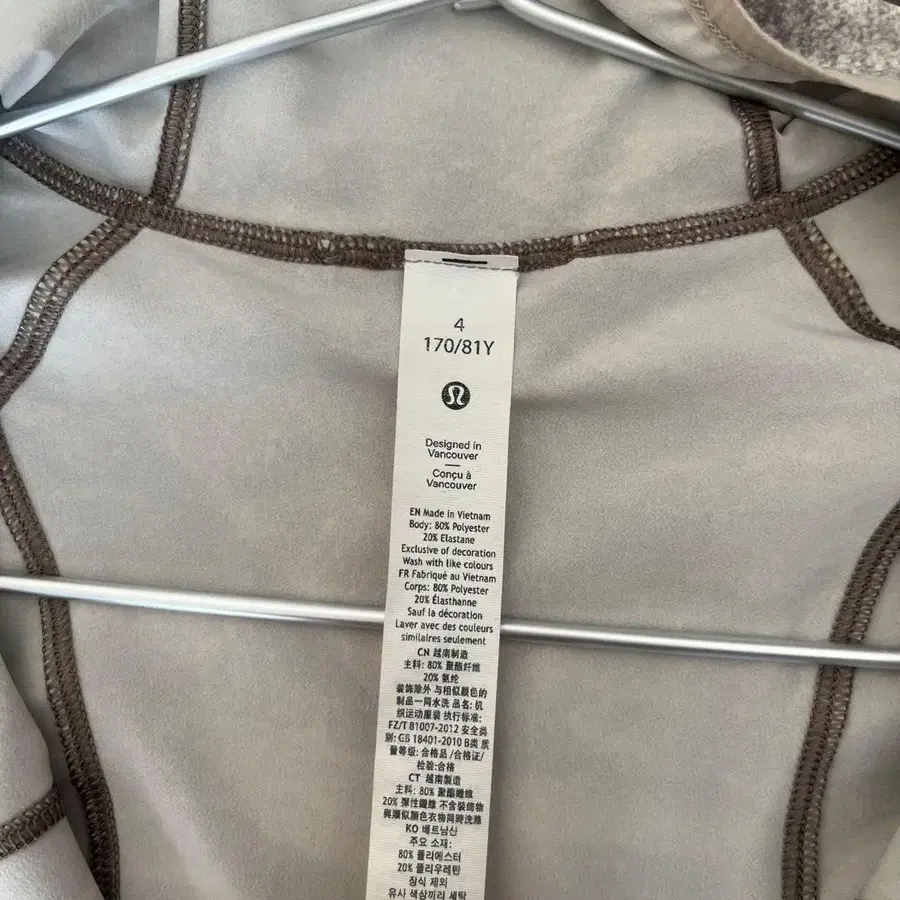 4
170/81Y
Designed in
Vancouver
Conçu à
Vancouver
EN Made in Vietnam
Body: 80% Polyester
20% Elastane
Exclusive of decoration
Wash with like colours
FR Fabriqué au Vietnam
Corps: 80% Polyester
20% Élasthanne
Sauf la décoration
Laver avec des couleurs
similaires seulement
CN 越南制造
主料: 80% 聚酯纤维
20% 氨纶
装饰除外 与相似颜色的
制品一同水洗 品名: 机
织运动服装 执行标准:
FZ/T 81007-2012 安全类
别: GB 18401-2010 B类 质
量等级: 合格品 /合格证/
检验:合格
CT 越南製造
主料: 80% 聚酯纖維
20% 彈性纖維 不含裝飾物
與類似顏色衣物同時洗滌
KO 베트남산
주요 소재:
80% 폴리에스터
20% 폴리우레탄
장식 제외
유사 색상끼리 세탁